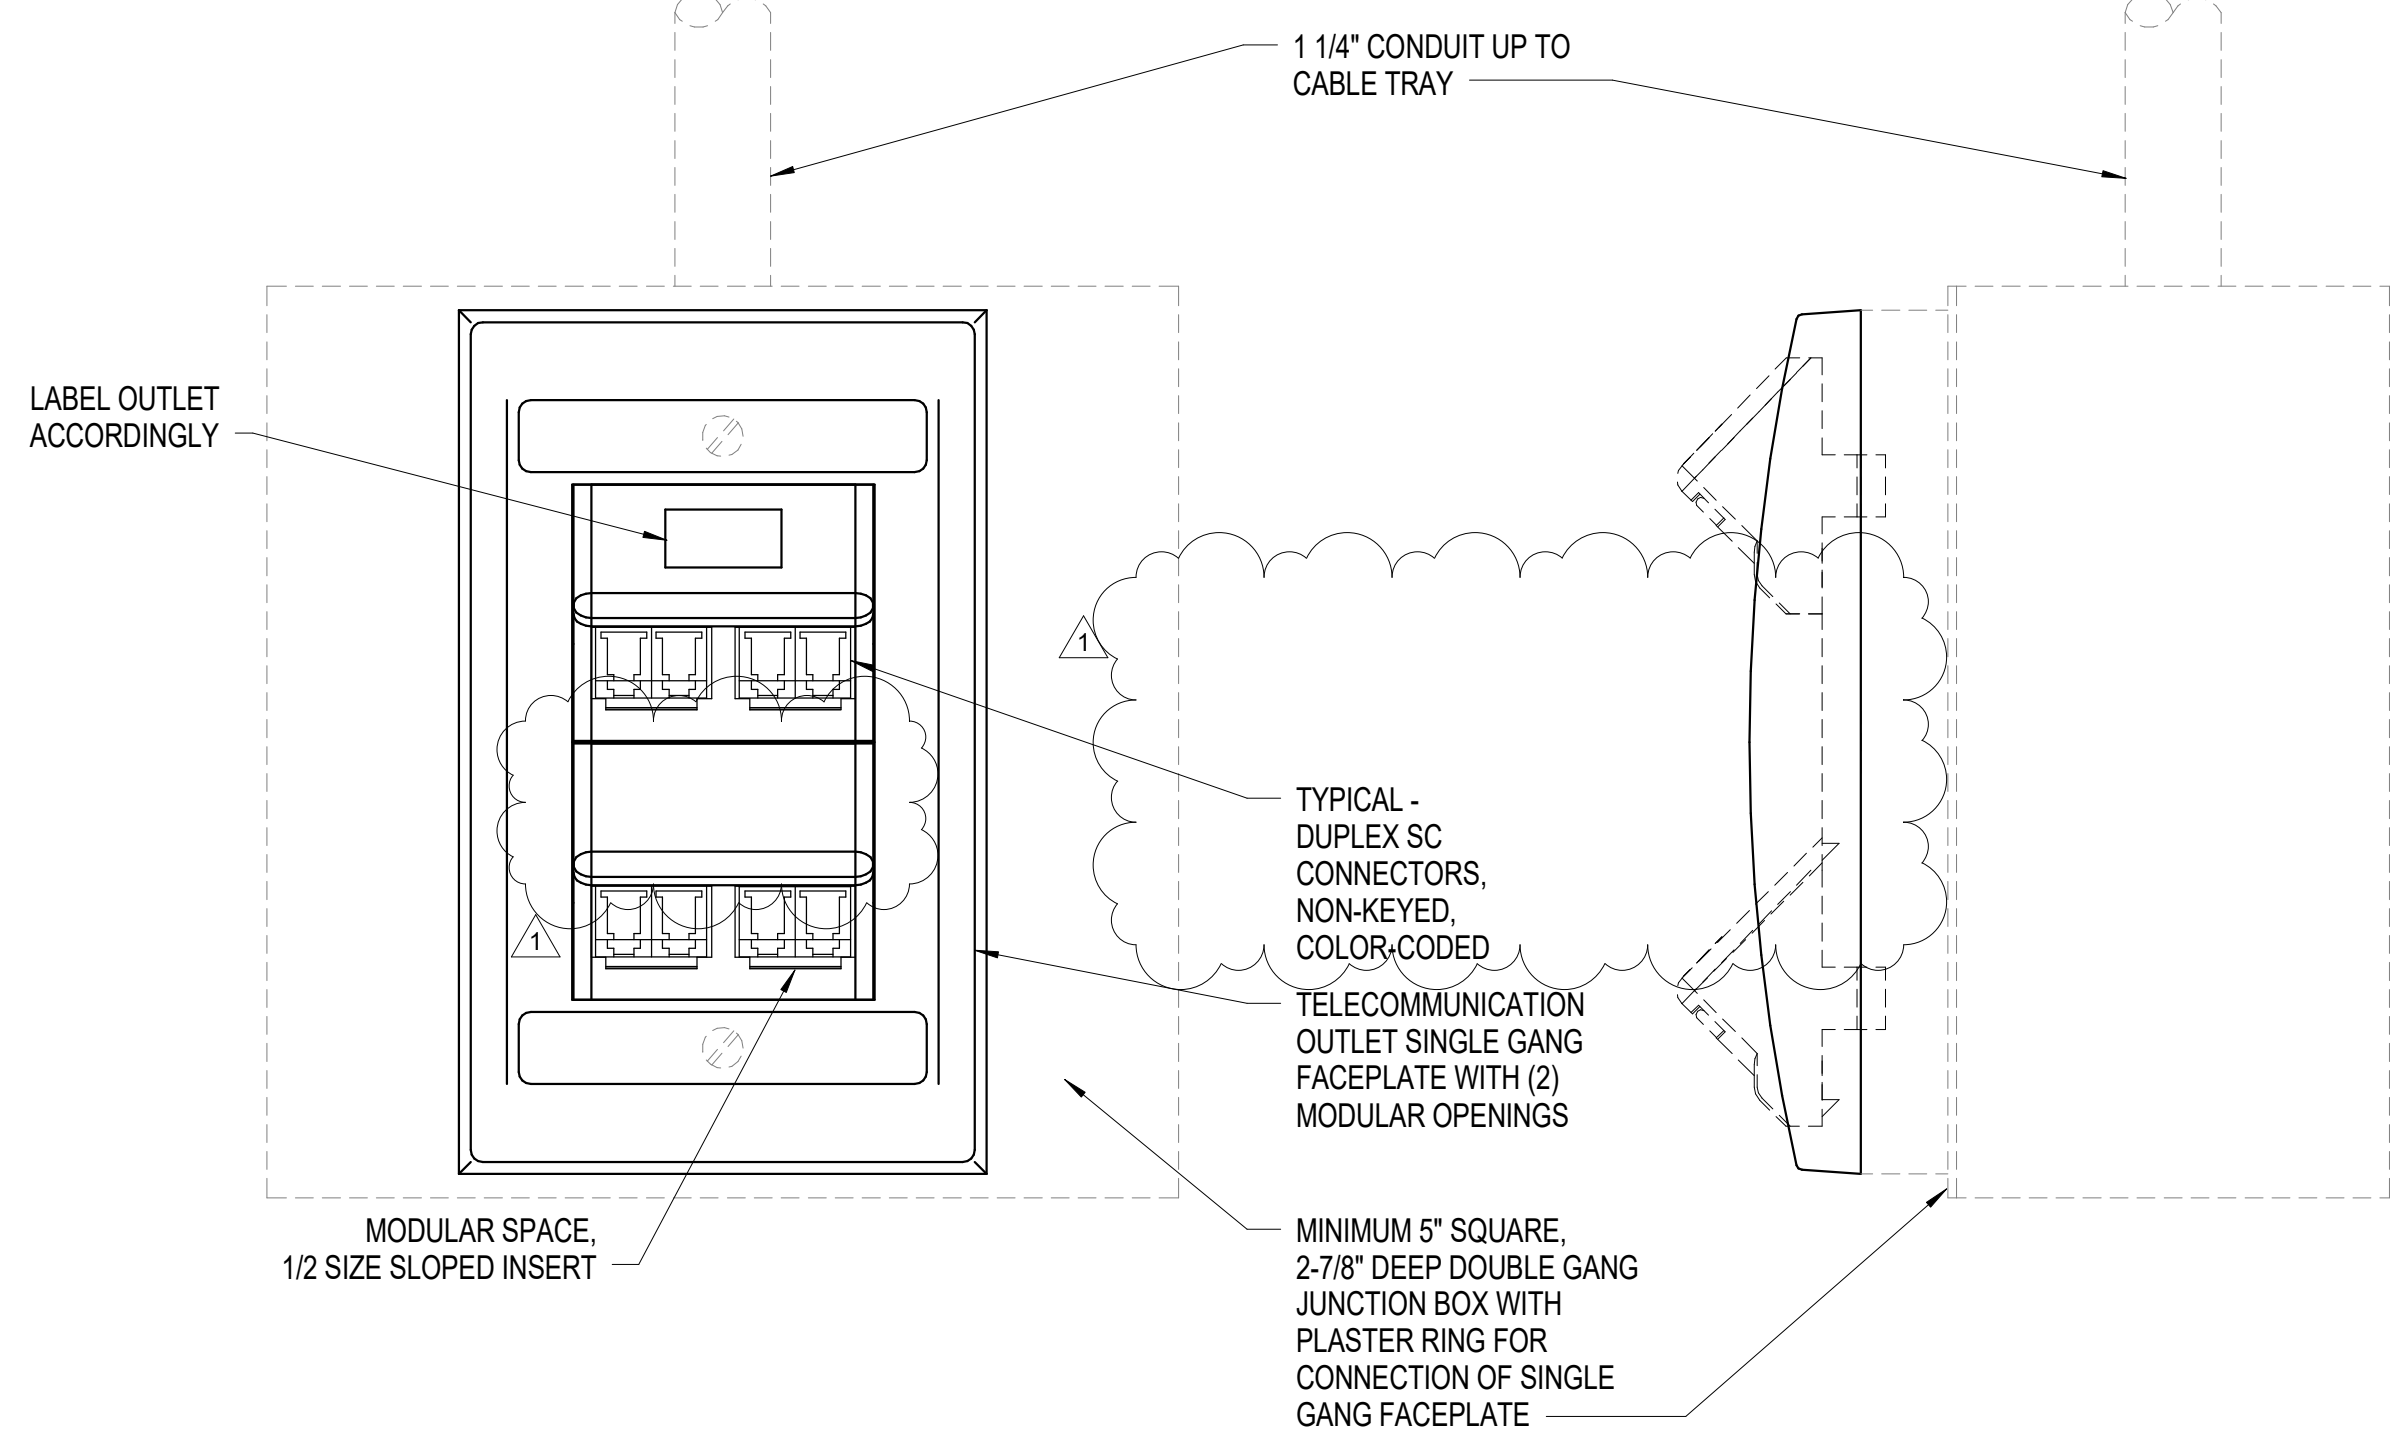 1 1/4" CONDUIT UP TO
CABLE TRAY
LABEL OUTLET
ACCORDINGLY
1
TYPICAL -
DUPLEX SC
CONNECTORS,
NON-KEYED,
COLOR-CODED
1
TELECOMMUNICATION
OUTLET SINGLE GANG
FACEPLATE WITH (2)
MODULAR OPENINGS
MODULAR SPACE,
1/2 SIZE SLOPED INSERT
MINIMUM 5" SQUARE,
2-7/8" DEEP DOUBLE GANG
JUNCTION BOX WITH
PLASTER RING FOR
CONNECTION OF SINGLE
GANG FACEPLATE